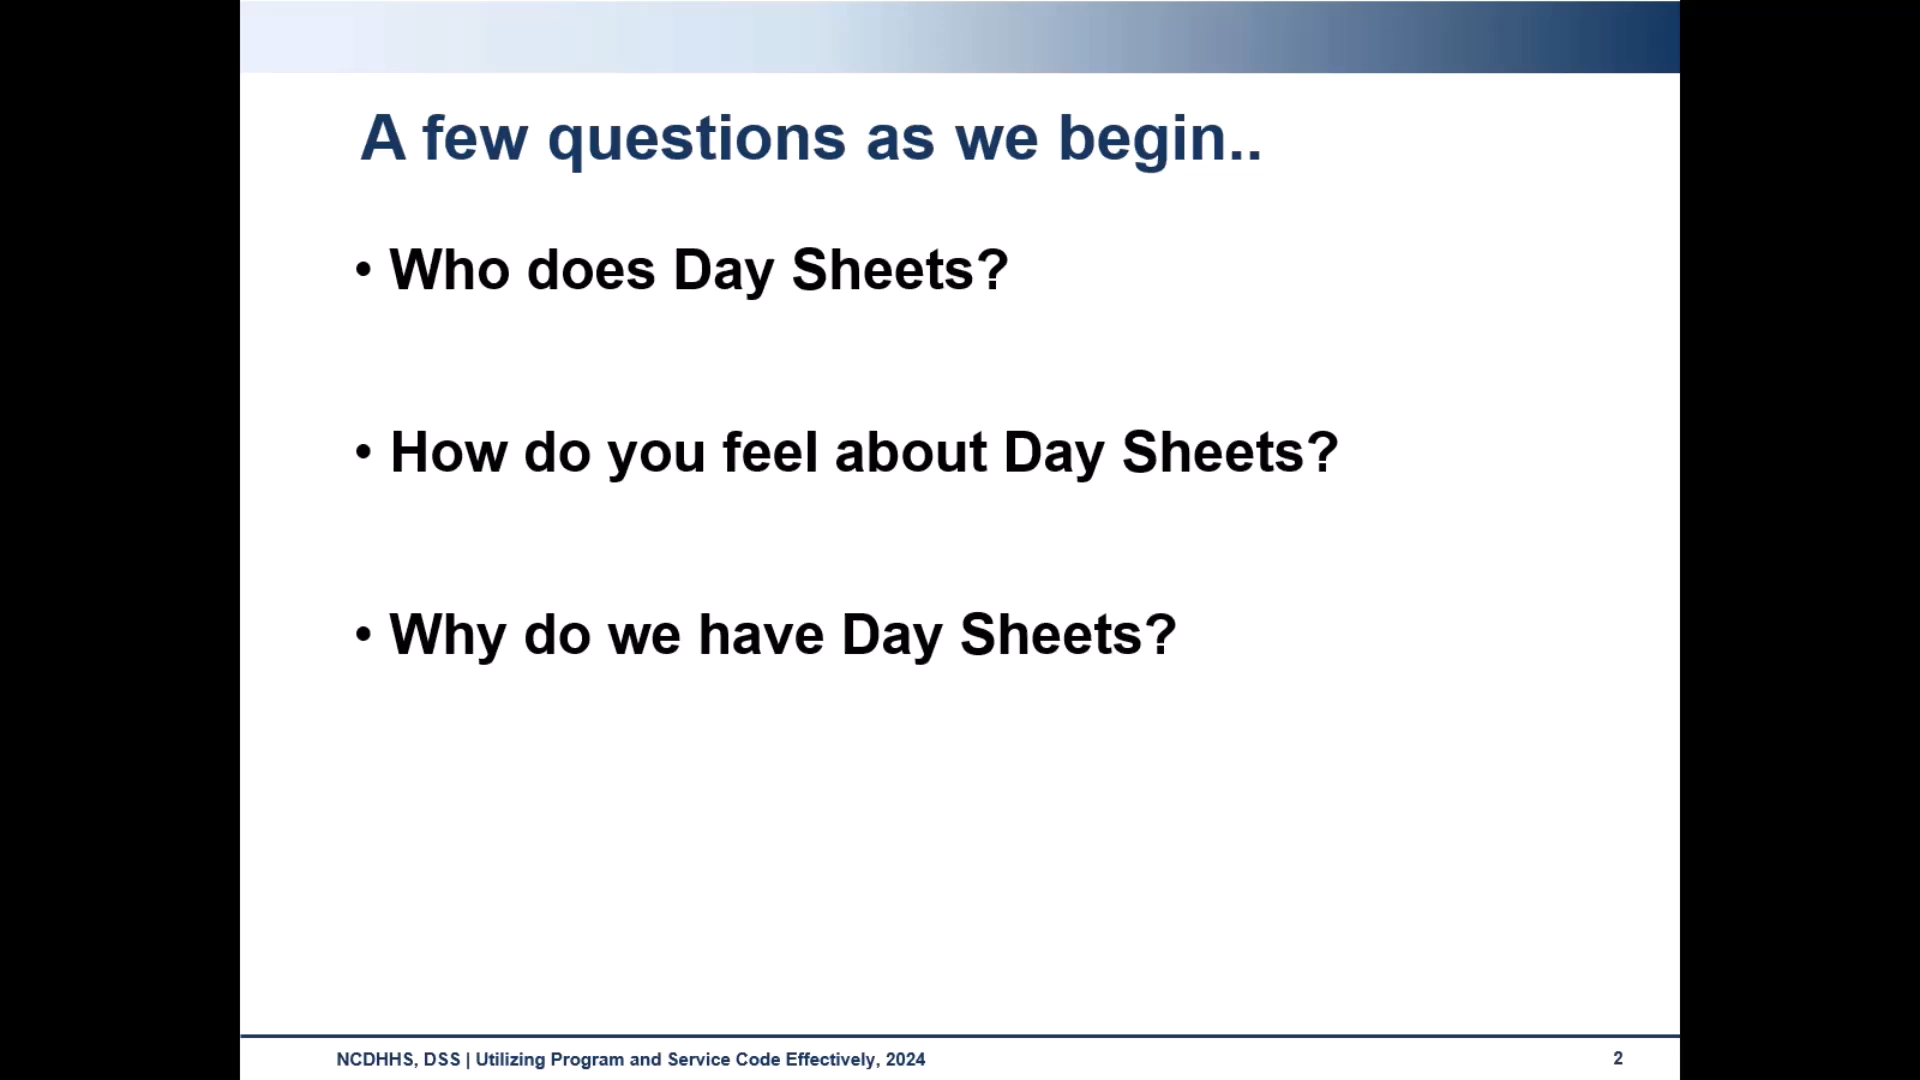 A few questions as we begin..
• Who does Day Sheets?
• How do you feel about Day Sheets?
• Why do we have Day Sheets?
NCDHHS, DSS | Utilizing Program and Service Code Effectively, 2024
2